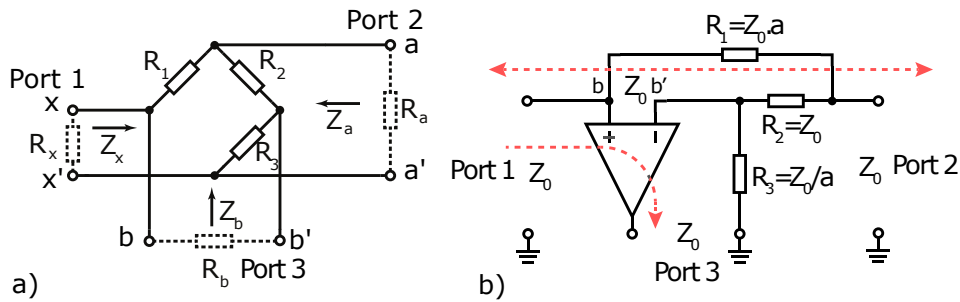 Port 1
x
Rx
x'
Zx
R1
R2
R3
Port 2
a
Ra
Za
a'
b
Zb
Rb
b'
Port 3
a)
R1=Z0.a
b
Z0
b'
+
−
R2=Z0
R3=Z0/a
Port 1 Z0
Z0 Port 2
Z0
Port 3
b)